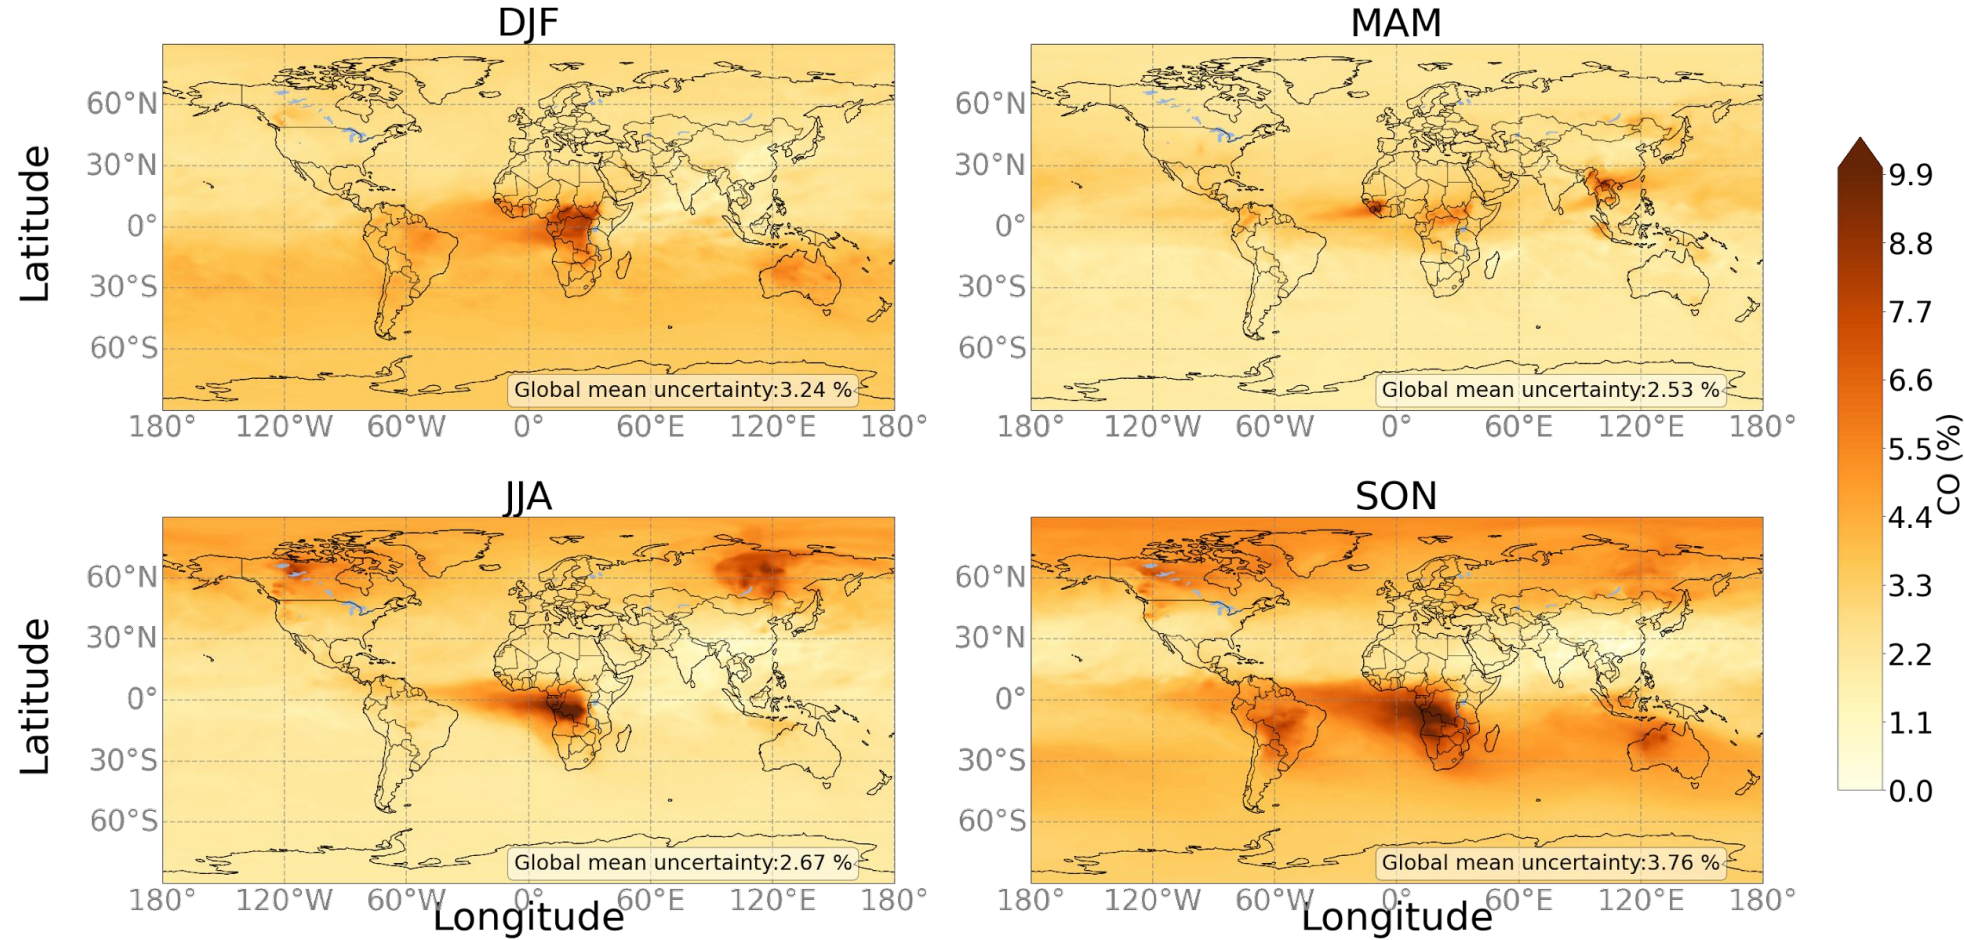 DJF
MAM
Latitude
60°N
30°N
0°
30°S
60°S
Global mean uncertainty:3.24 %
180° 120°W 60°W 0° 60°E 120°E 180°
60°N
30°N
0°
30°S
60°S
Global mean uncertainty:2.53 %
180° 120°W 60°W 0° 60°E 120°E 180°
JJA
SON
Latitude
60°N
30°N
0°
30°S
60°S
Global mean uncertainty:2.67 %
180° 120°W 60°W 0° 60°E 120°E 180°
Longitude
60°N
30°N
0°
30°S
60°S
Global mean uncertainty:3.76 %
180° 120°W 60°W 0° 60°E 120°E 180°
Longitude
9.9
8.8
7.7
6.6
5.5
4.4
3.3
2.2
1.1
0.0
CO (%)